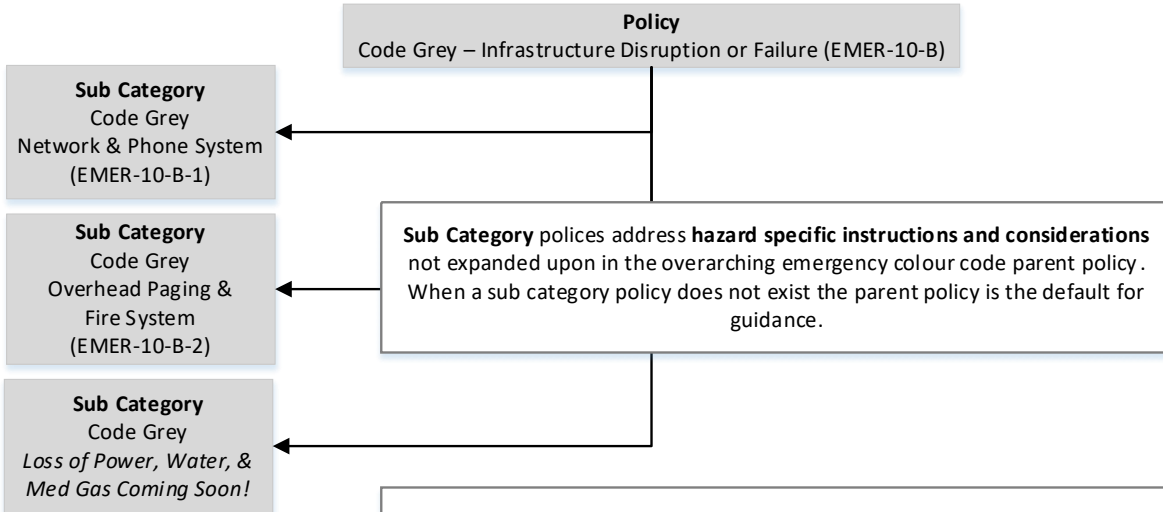 Policy
Code Grey – Infrastructure Disruption or Failure (EMER-10-B)
Sub Category
Code Grey
Network & Phone System
(EMER-10-B-1)
Sub Category
Code Grey
Overhead Paging &
Fire System
(EMER-10-B-2)
Sub Category polices address hazard specific instructions and considerations
not expanded upon in the overarching emergency colour code parent policy.
When a sub category policy does not exist the parent policy is the default for
guidance.
Sub Category
Code Grey
Loss of Power, Water, &
Med Gas Coming Soon!